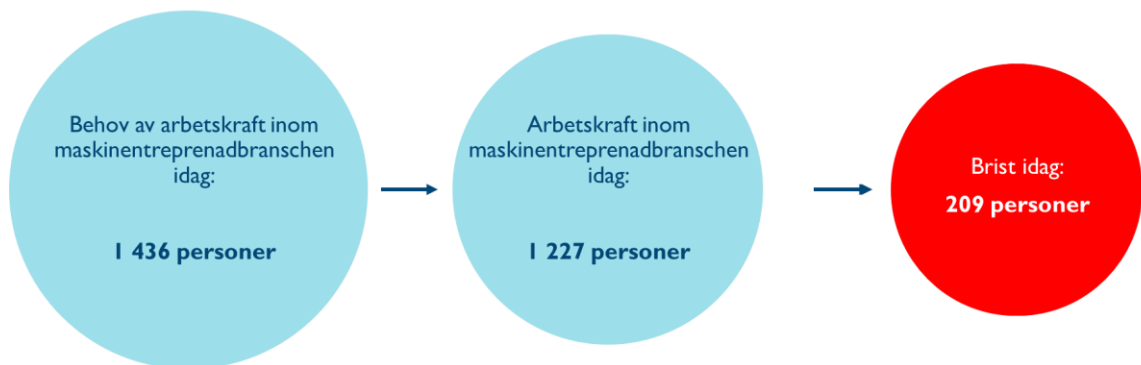 Behov av arbetskraft inom
maskinentreprenadbranschen
idag:
1 436 personer
Arbetskraft inom
maskinentreprenadbranschen
idag:
1 227 personer
Brist idag:
209 personer